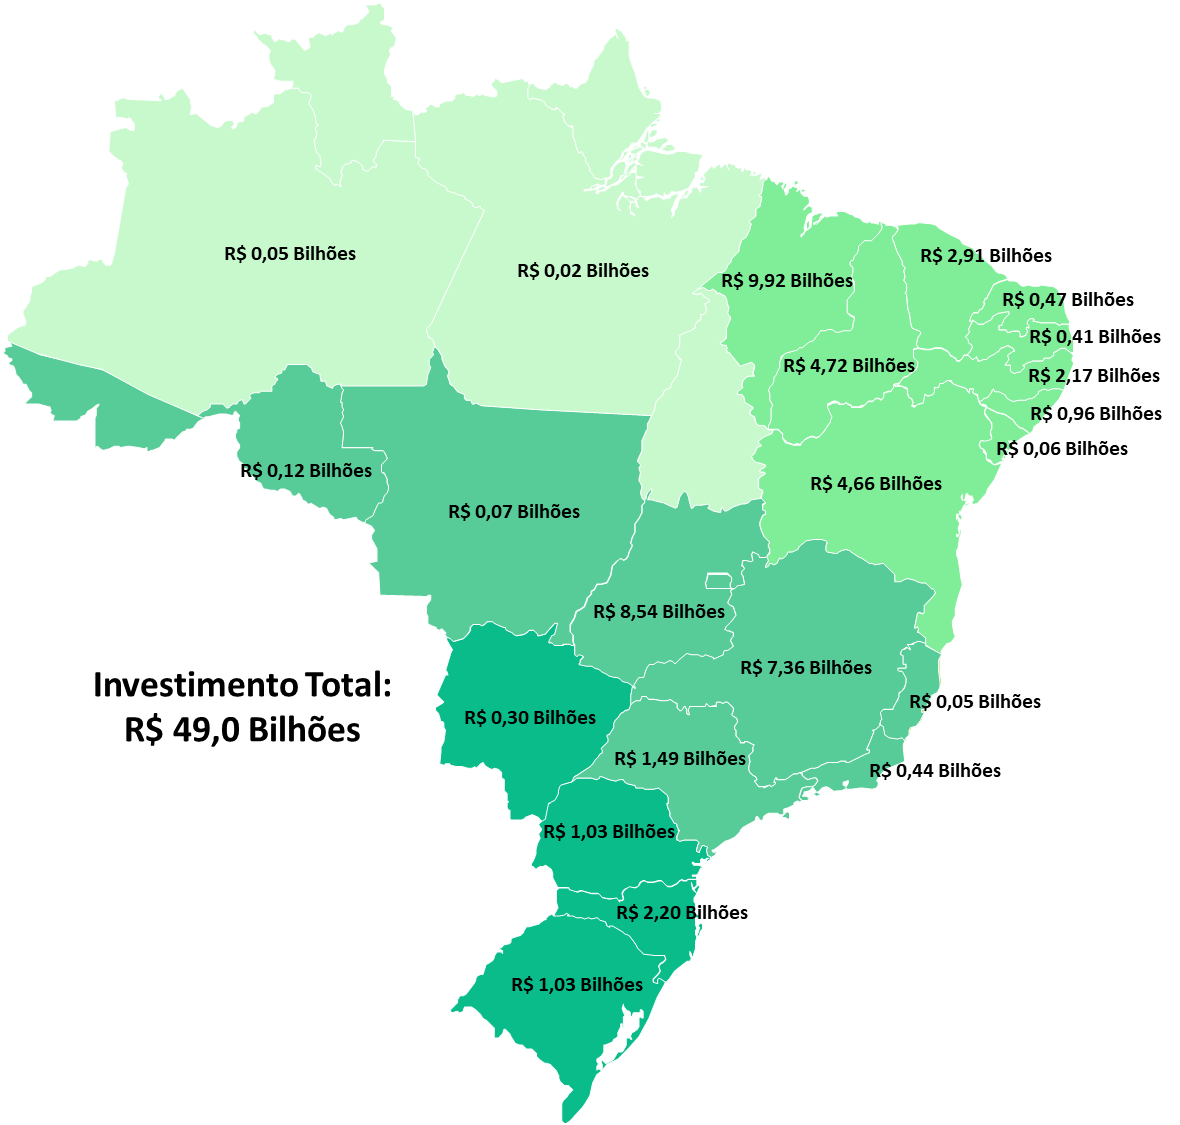 R$ 0,05 Bilhões
R$ 0,02 Bilhões
R$ 9,92 Bilhões
R$ 2,91 Bilhões
R$ 0,47 Bilhões
R$ 0,41 Bilhões
R$ 4,72 Bilhões
R$ 2,17 Bilhões
R$ 0,96 Bilhões
R$ 0,06 Bilhões
R$ 0,12 Bilhões
R$ 4,66 Bilhões
R$ 0,07 Bilhões
R$ 8,54 Bilhões
R$ 7,36 Bilhões
Investimento Total:
R$ 49,0 Bilhões
R$ 0,05 Bilhões
R$ 0,30 Bilhões
R$ 1,49 Bilhões
R$ 0,44 Bilhões
R$ 1,03 Bilhões
R$ 2,20 Bilhões
R$ 1,03 Bilhões